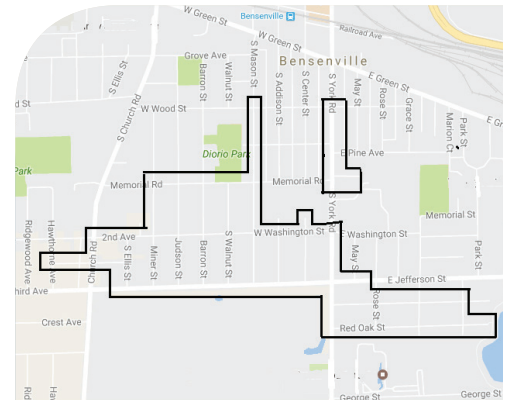 W Green St
Bensenville
W Green St
Railroad Ave
Grove Ave
Bensenville
S Ellis St
Barron St
Walnut St
S Mason St
S Addison St
S Center St
S York Rd
May St
Rose St
Grace St
E Green St
E Gr
d St
S Church Rd
W Wood St
Marion Ct
Park St
Diorio Park
E Pine Ave
Park
Memorial Rd
Memorial Rd
S York Rd
Memorial St
Ridgewood Ave
Hawthorne Ave
Church Rd
2nd Ave
S Ellis St
Miner St
Judson St
Barron St
S Walnut St
W Washington St
E Washington St
May St
Park St
hird Ave
E Jefferson St
Rose St
Crest Ave
Red Oak St
Rid
Ha
George St
George St